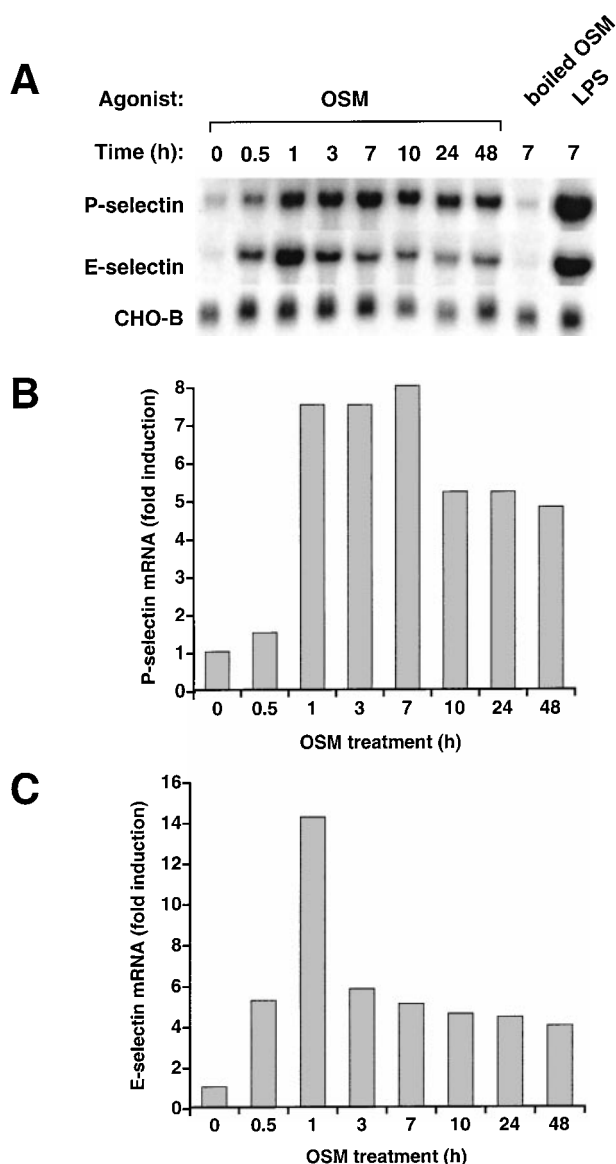 A
Agonist: OSM boiled OSM LPS
Time (h): 0 0.5 1 3 7 10 24 48 7 7
P-selectin
E-selectin
CHO-B
B
P-selectin mRNA (fold induction)
8
7
6
5
4
3
2
1
0
0 0.5 1 3 7 10 24 48
OSM treatment (h)
C
E-selectin mRNA (fold induction)
16
14
12
10
8
6
4
2
0
0 0.5 1 3 7 10 24 48
OSM treatment (h)